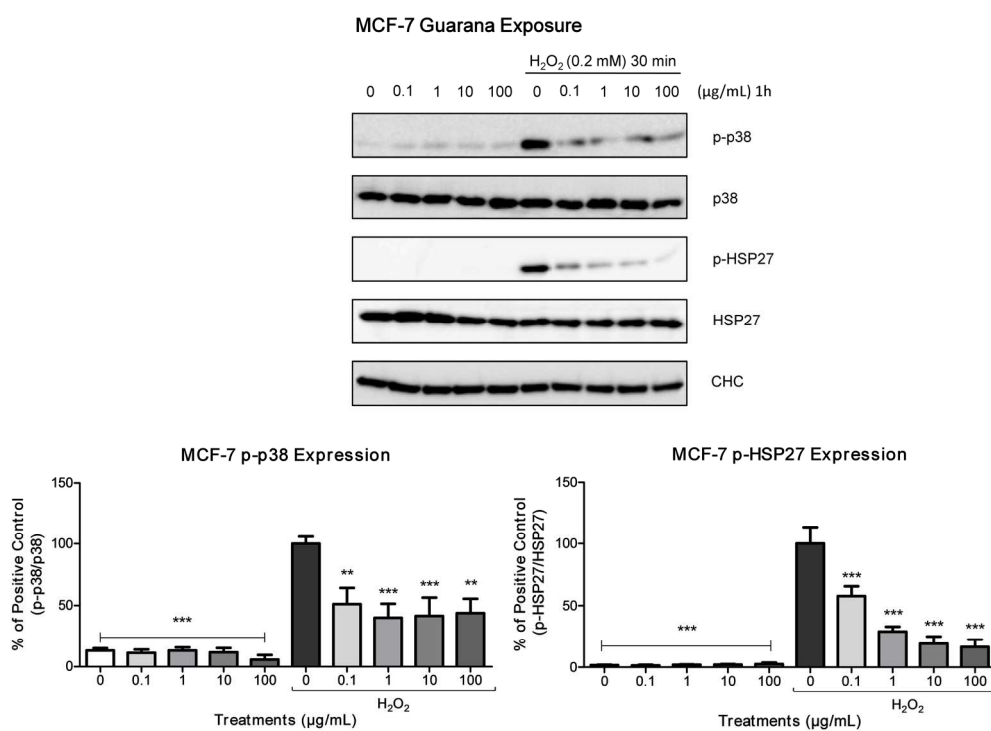 MCF-7 Guarana Exposure
H₂O₂ (0.2 mM) 30 min
0 0.1 1 10 100 0 0.1 1 10 100 (µg/mL) 1h
p-p38
p38
p-HSP27
HSP27
CHC
MCF-7 p-p38 Expression
% of Positive Control
(p-p38/p38)
150
100
50
0
***
**
***
***
**
0 0.1 1 10 100 0 0.1 1 10 100
H₂O₂
Treatments (µg/mL)
MCF-7 p-HSP27 Expression
% of Positive Control
(p-HSP27/HSP27)
150
100
50
0
***
***
***
***
***
0 0.1 1 10 100 0 0.1 1 10 100
H₂O₂
Treatments (µg/mL)